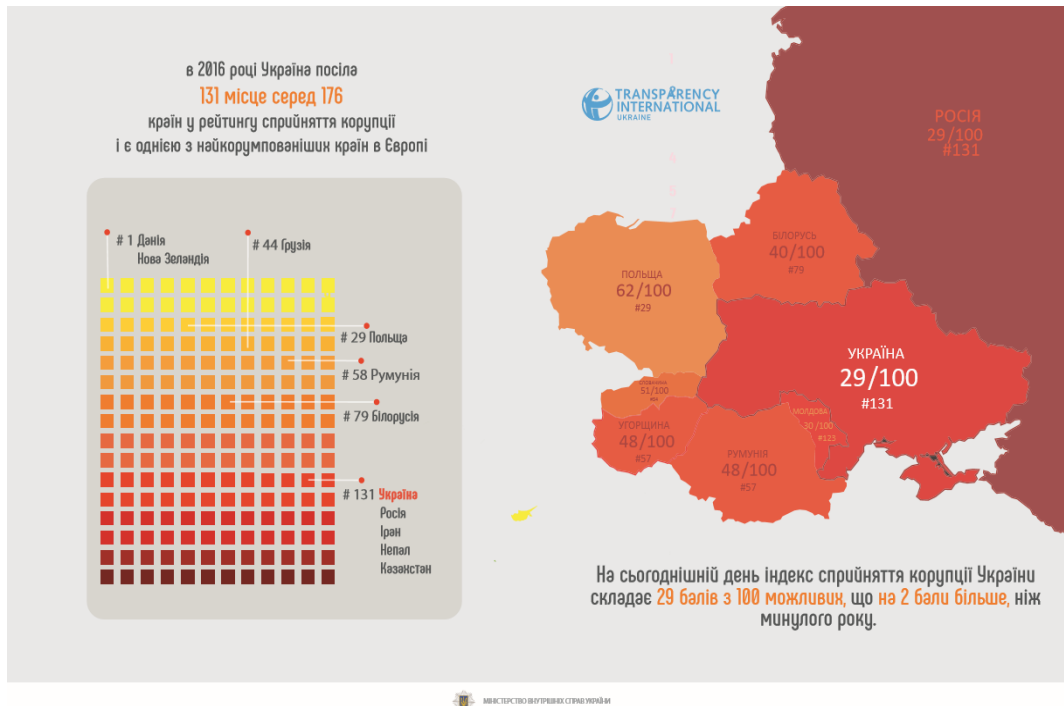 в 2016 році Україна посіла
131 місце серед 176
країн у рейтингу сприйняття корупції
і є однією з найкорумпованіших країн в Європі
# 1 Данія
Нова Зеландія
# 44 Грузія
# 29 Польща
# 58 Румунія
# 79 Білорусія
# 131 Україна
Росія
Іран
Непал
Казахстан
TRANSPARENCY
INTERNATIONAL
UKRAINE
РОСІЯ
29/100
#131
БІЛОРУСЬ
40/100
#79
ПОЛЬЩА
62/100
#29
УКРАЇНА
29/100
#131
51/100
УГОРЩИНА
48/100
#57
МОЛДОВА
30/100
#123
РУМУНІЯ
48/100
#57
На сьогоднішній день індекс сприйняття корупції України
складає 29 балів з 100 можливих, що на 2 бали більше, ніж
минулого року.
МІНІСТЕРСТВО ВНУТРІШНІХ СПРАВ УКРАЇНИ